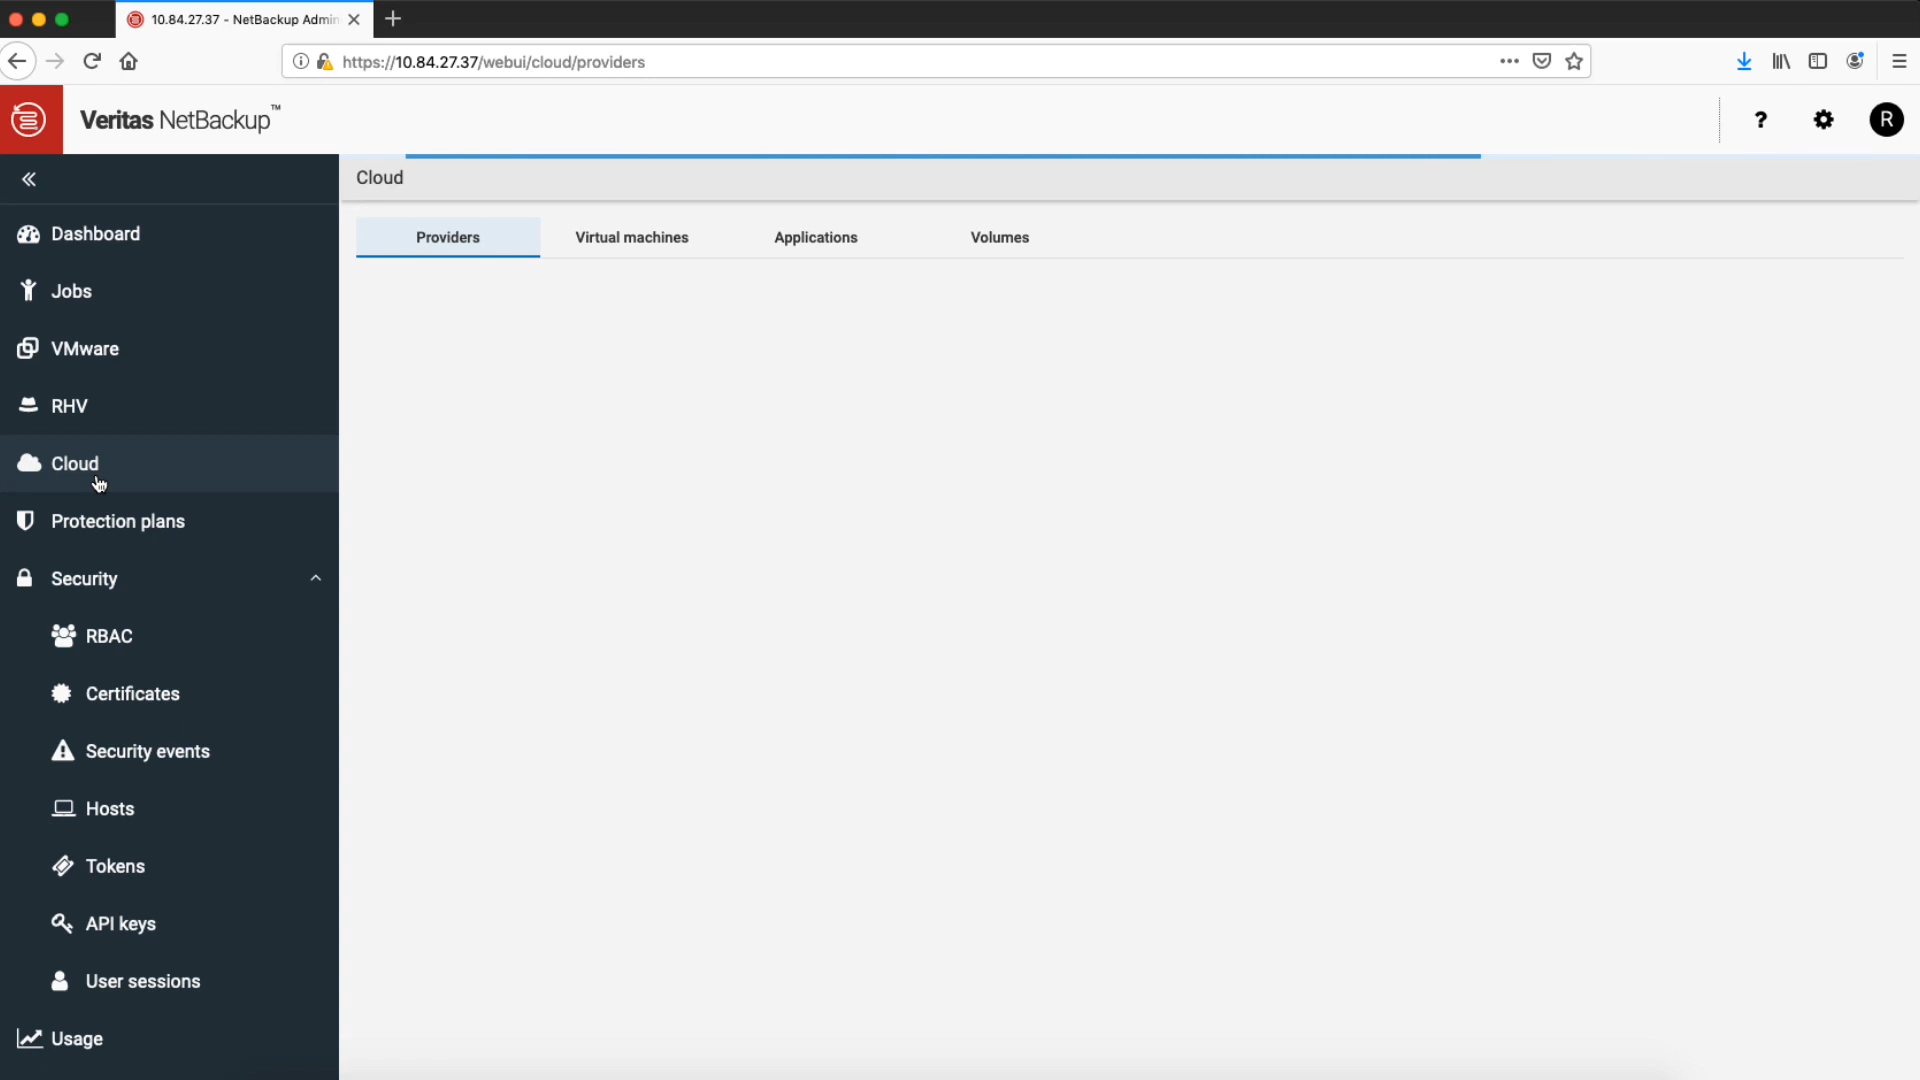 10.84.27.37 - NetBackup Admin
https://10.84.27.37/webui/cloud/providers
Veritas NetBackup™
? R
Cloud
Providers Virtual machines Applications Volumes
Dashboard
Jobs
VMware
RHV
Cloud
Protection plans
Security
RBAC
Certificates
Security events
Hosts
Tokens
API keys
User sessions
Usage